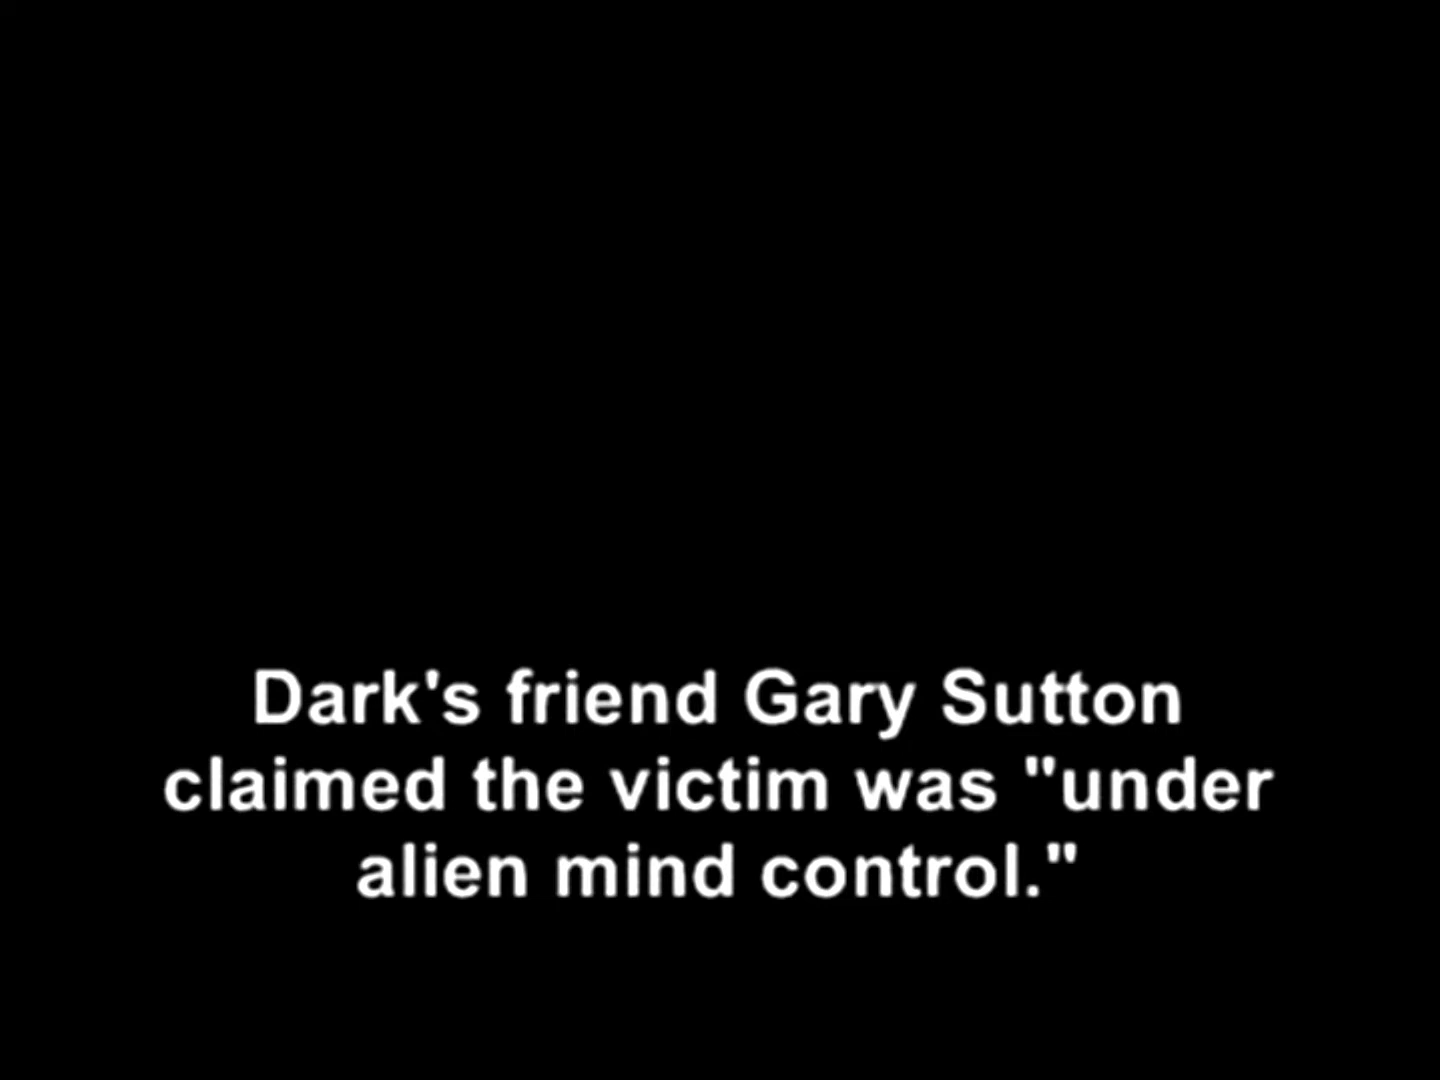 Dark's friend Gary Sutton
claimed the victim was "under
alien mind control."